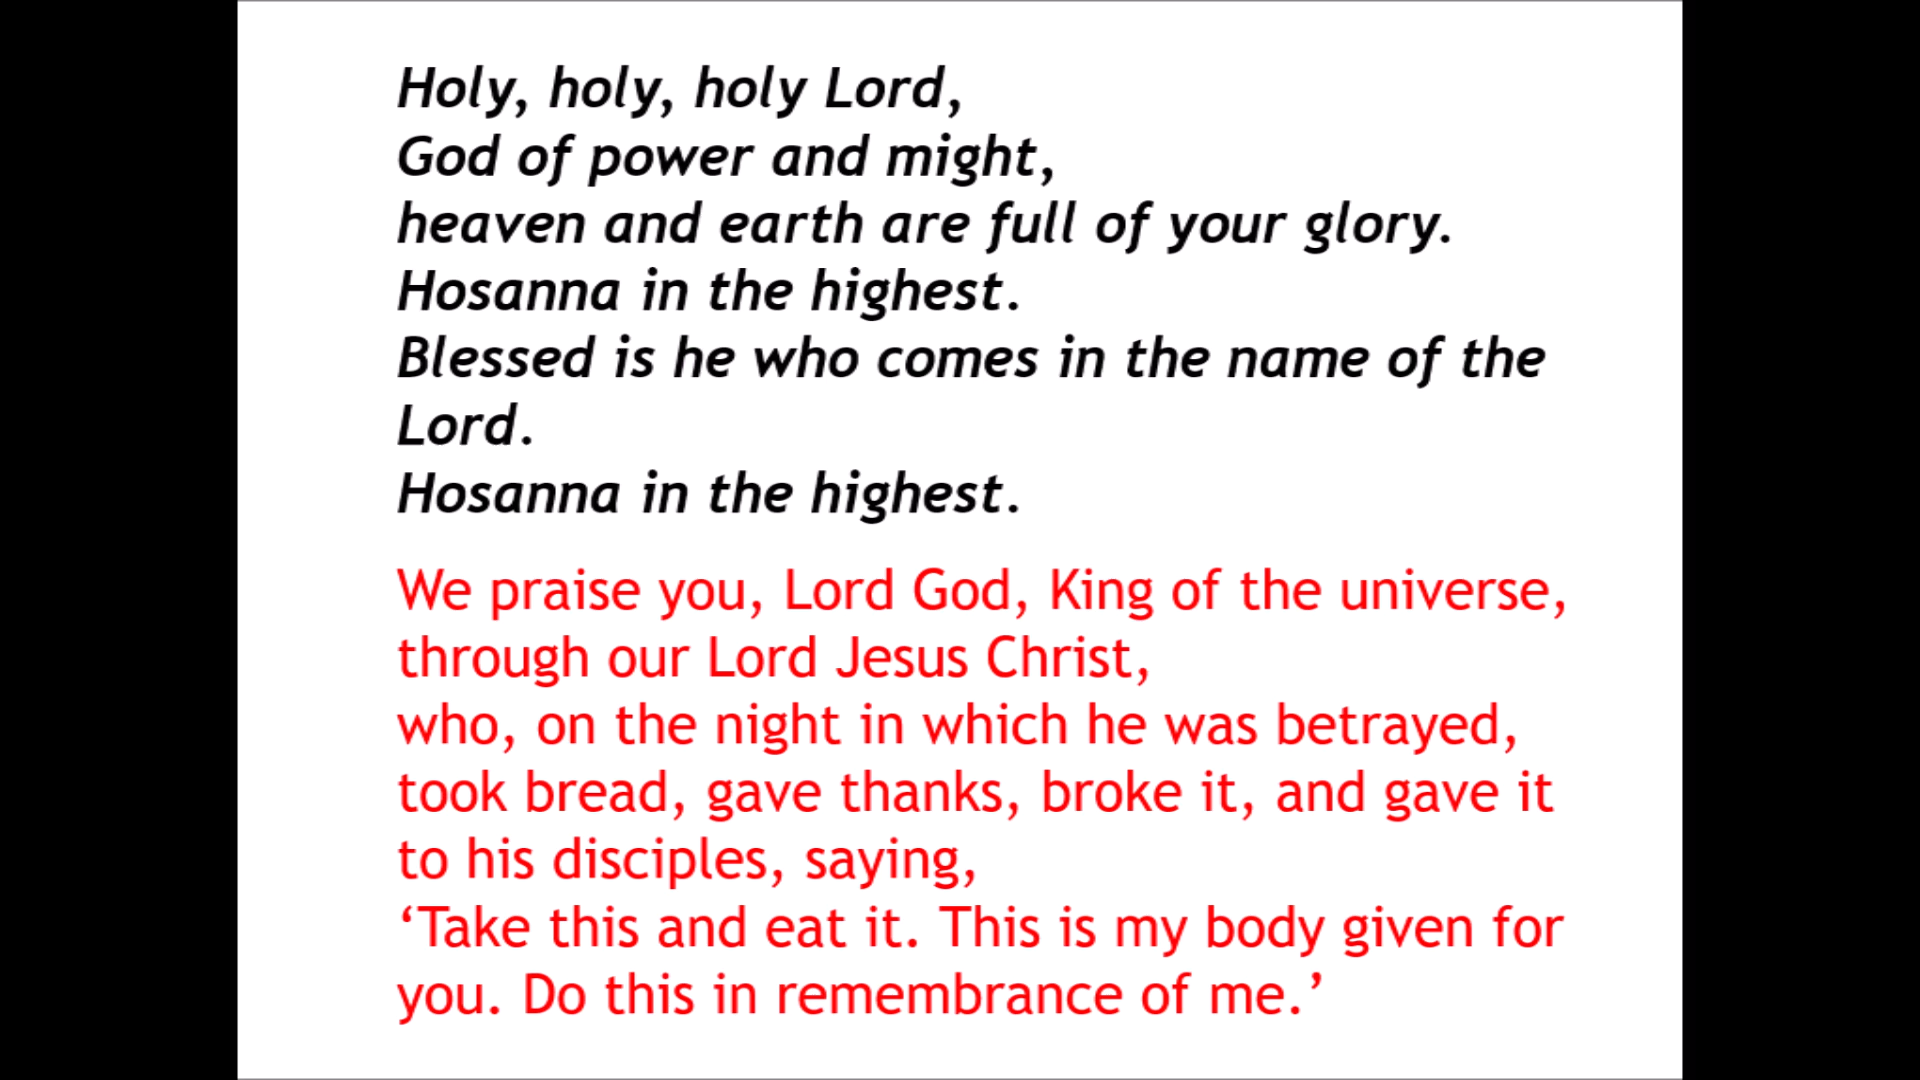 Holy, holy, holy Lord,
God of power and might,
heaven and earth are full of your glory.
Hosanna in the highest.
Blessed is he who comes in the name of the
Lord.
Hosanna in the highest.
We praise you, Lord God, King of the universe,
through our Lord Jesus Christ,
who, on the night in which he was betrayed,
took bread, gave thanks, broke it, and gave it
to his disciples, saying,
‘Take this and eat it. This is my body given for
you. Do this in remembrance of me.’